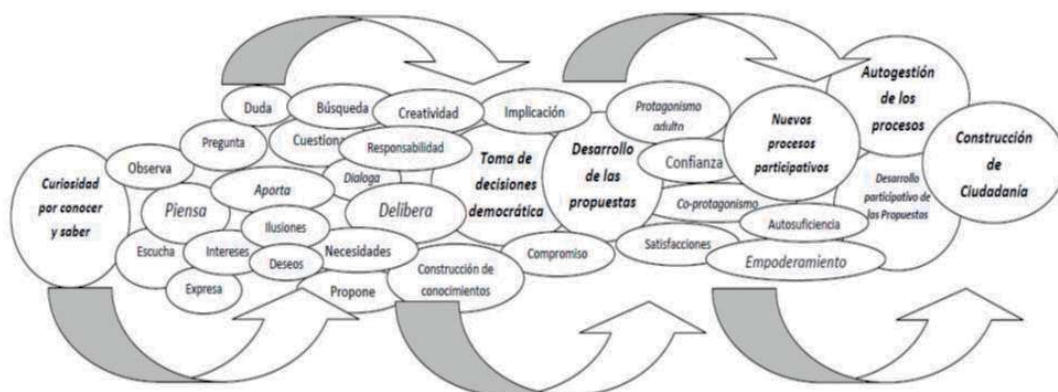 Curiosidad
por conocer
y saber
Observa
Escucha
Piensa
Expresa
Pregunta
Intereses
Duda
Búsqueda
Cuestiona
Aporta
Ilusiones
Deseos
Necesidades
Propone
Creatividad
Responsabilidad
Dialoga
Delibera
Construcción de
conocimientos
Implicación
Toma de
decisiones
democrática
Compromiso
Desarrollo
de las
propuestas
Protagonismo
adulto
Confianza
Co-protagonismo
Satisfacciones
Nuevos
procesos
participativos
Autosuficiencia
Empoderamiento
Autogestión
de los
procesos
Desarrollo
participativo de
las Propuestas
Construcción
de
Ciudadanía